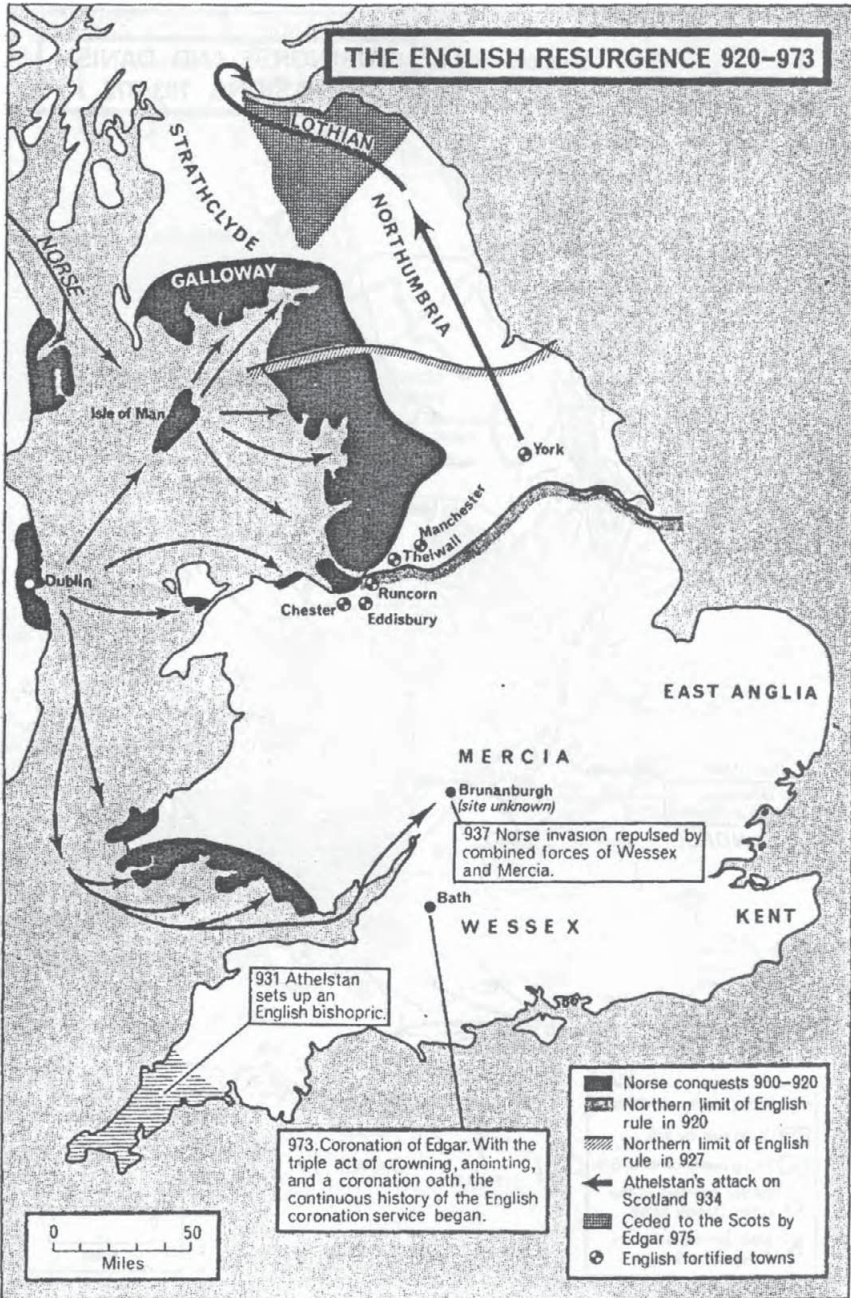 THE ENGLISH RESURGENCE 920–973
LOTHIAN
STRATHCLYDE
NORTHUMBRIA
NORSE
GALLOWAY
Isle of Man
York
Manchester
Thelwall
Dublin
Runcorn
Chester
Eddisbury
EAST ANGLIA
MERCIA
Brunanburgh
(site unknown)
937 Norse invasion repulsed by
combined forces of Wessex
and Mercia.
Bath
WESSEX
KENT
931 Athelstan
sets up an
English bishopric.
973. Coronation of Edgar. With the
triple act of crowning, anointing,
and a coronation oath, the
continuous history of the English
coronation service began.
Norse conquests 900–920
Northern limit of English
rule in 920
Northern limit of English
rule in 927
Athelstan's attack on
Scotland 934
Ceded to the Scots by
Edgar 975
English fortified towns
0 50
Miles